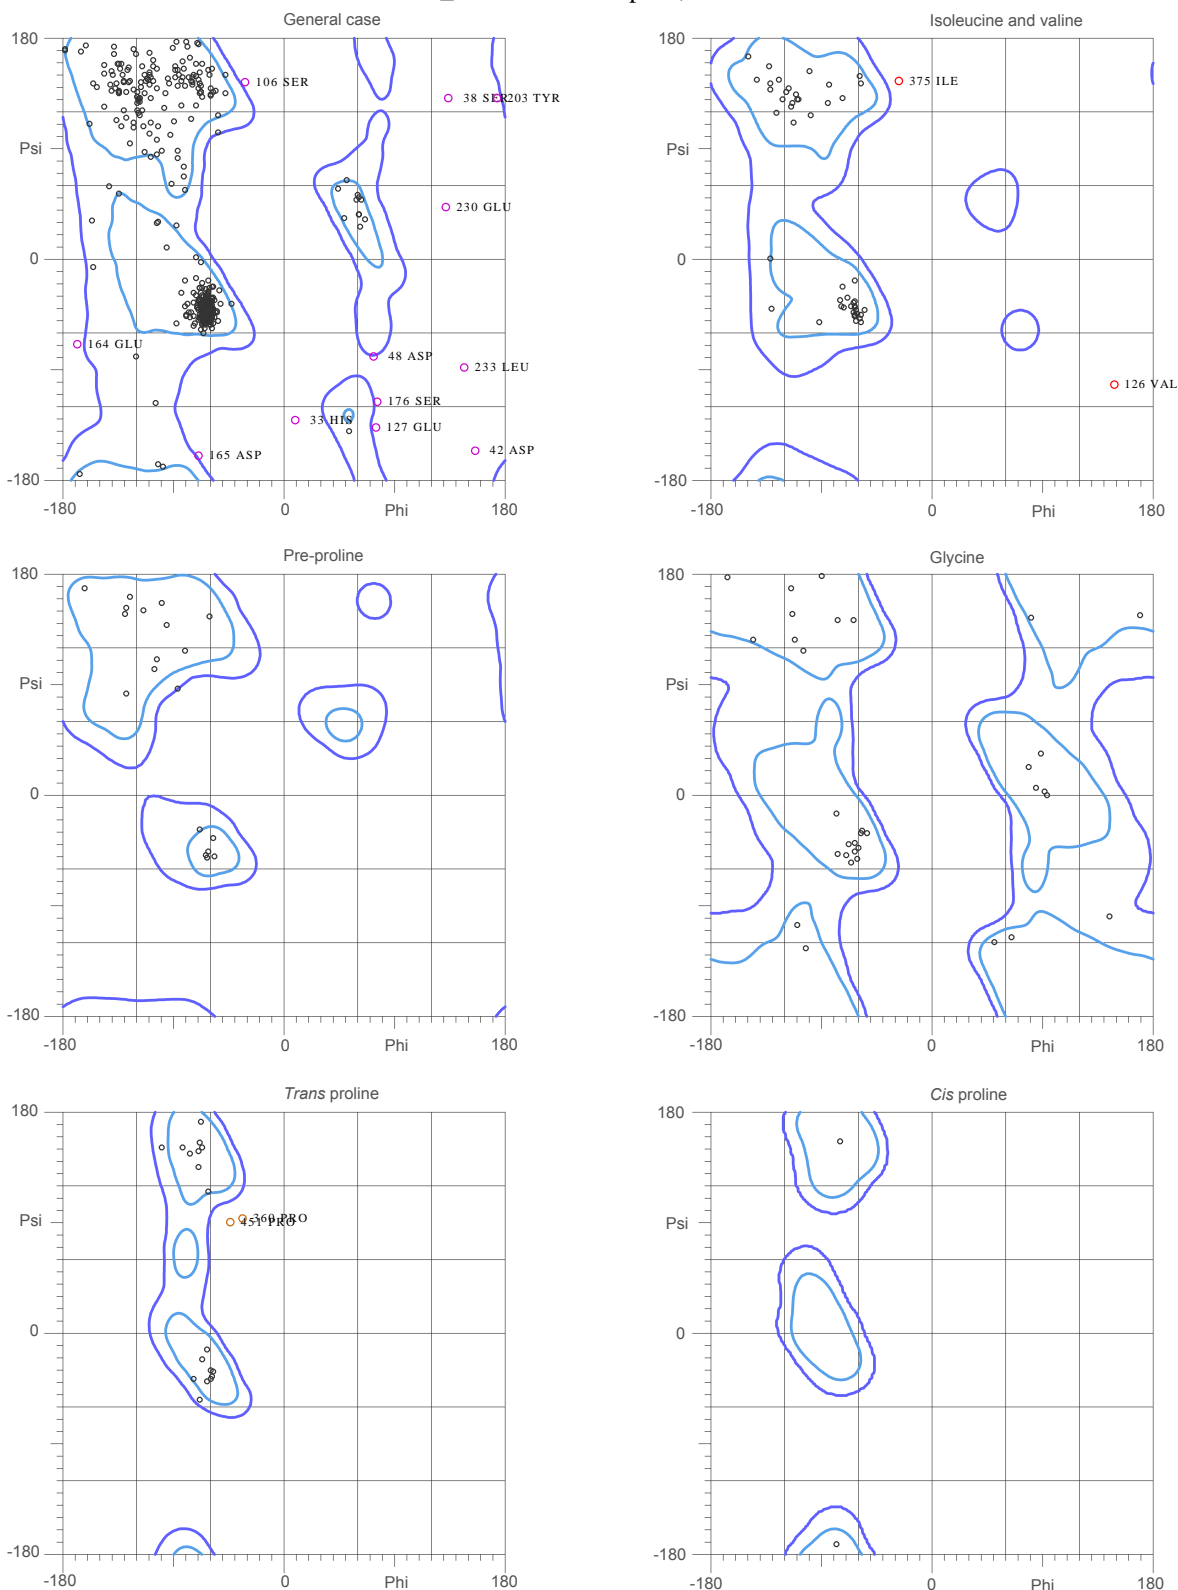 General case
Isoleucine and valine
180
106 SER
38 SER
203 TYR
Psi
230 GLU
0
164 GLU
48 ASP
233 LEU
176 SER
33 HIS
127 GLU
165 ASP
42 ASP
-180
-180
0
Phi
180
180
375 ILE
Psi
0
126 VAL
-180
-180
0
Phi
180
Pre-proline
Glycine
180
Psi
0
-180
-180
0
Phi
180
180
Psi
0
-180
-180
0
Phi
180
Trans proline
Cis proline
180
360 PRO
Psi
451 PRO
0
-180
-180
0
Phi
180
180
Psi
0
-180
-180
0
Phi
180